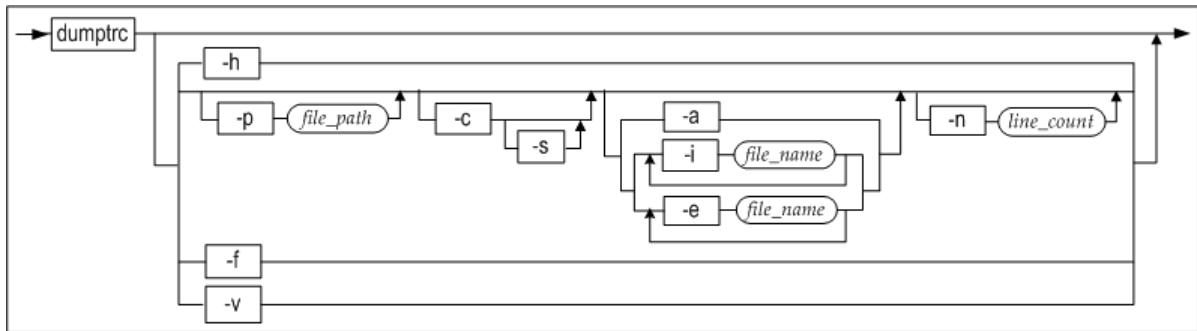 dumptrc
-h
-p file_path -c -s -a -n line_count
-i file_name
-e file_name
-f
-v